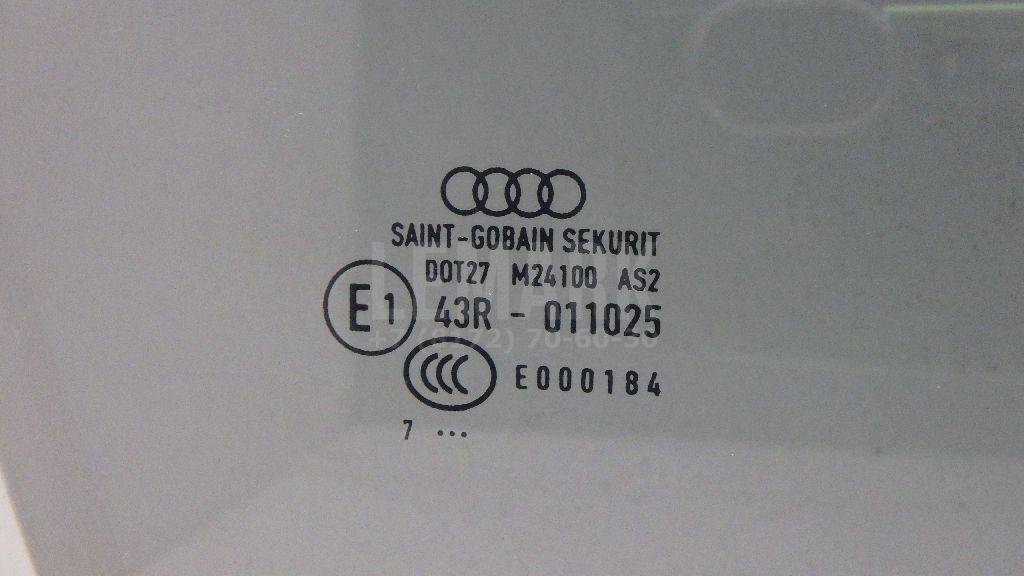 SAINT-GOBAIN SEKURIT
DOT27 M24100 AS2
E1 43R - 011025
CCC E000184
7 ...